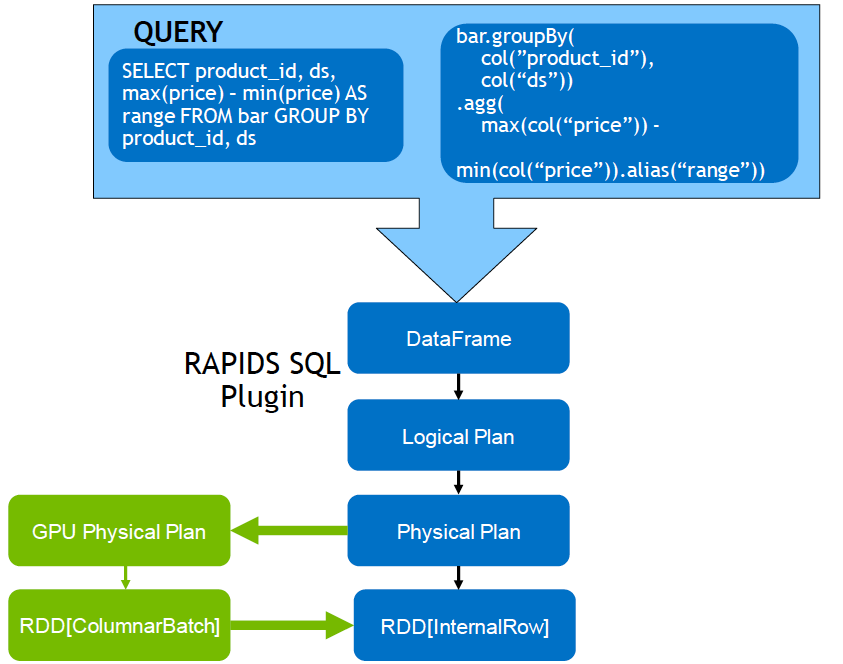 QUERY
SELECT product_id, ds,
max(price) – min(price) AS
range FROM bar GROUP BY
product_id, ds
bar.groupBy(
col(”product_id”),
col(“ds”))
.agg(
max(col(“price”)) -
min(col(“price”)).alias(“range”))
DataFrame
RAPIDS SQL
Plugin
Logical Plan
GPU Physical Plan
Physical Plan
RDD[ColumnarBatch]
RDD[InternalRow]